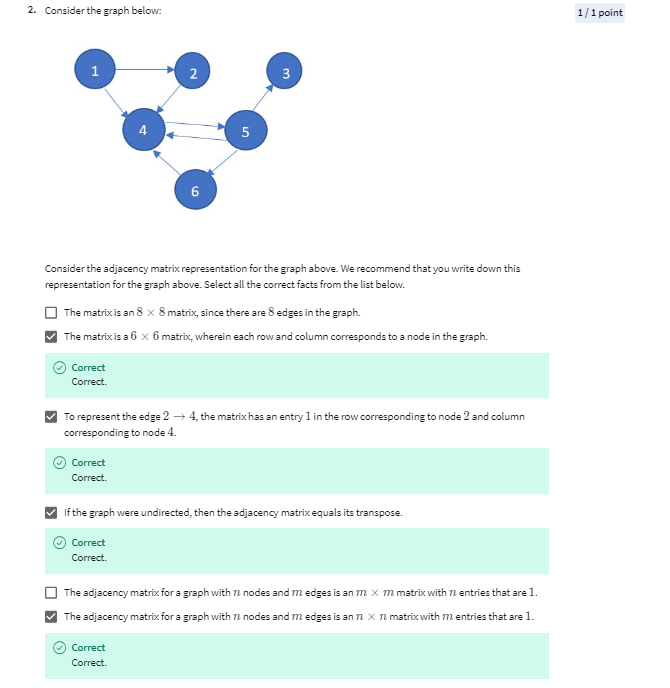 2. Consider the graph below:
1 / 1 point
1
2
3
4
5
6
Consider the adjacency matrix representation for the graph above. We recommend that you write down this
representation for the graph above. Select all the correct facts from the list below.
The matrix is an 8 × 8 matrix, since there are 8 edges in the graph.
The matrix is a 6 × 6 matrix, wherein each row and column corresponds to a node in the graph.
Correct
Correct.
To represent the edge 2 → 4, the matrix has an entry 1 in the row corresponding to node 2 and column
corresponding to node 4.
Correct
Correct.
If the graph were undirected, then the adjacency matrix equals its transpose.
Correct
Correct.
The adjacency matrix for a graph with n nodes and m edges is an m × m matrix with n entries that are 1.
The adjacency matrix for a graph with n nodes and m edges is an n × n matrix with m entries that are 1.
Correct
Correct.